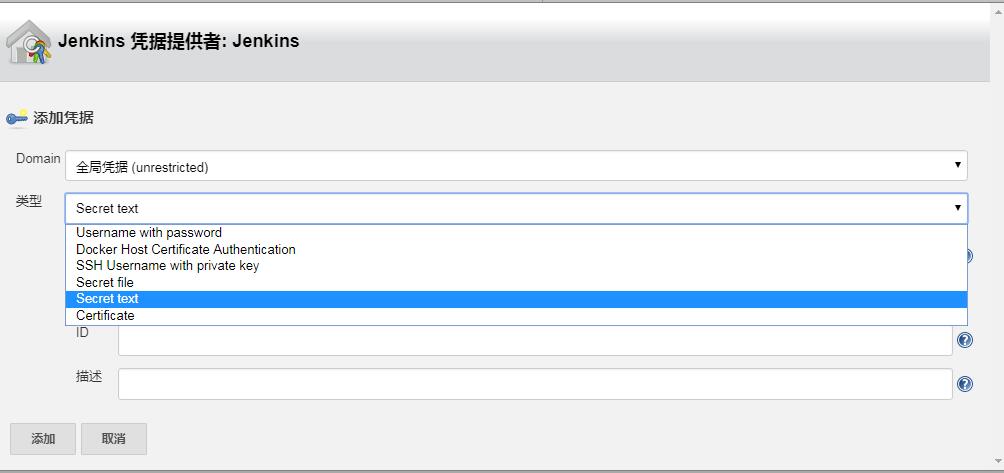 Jenkins 凭据提供者: Jenkins
添加凭据
Domain
全局凭据 (unrestricted)
类型
Secret text
Username with password
Docker Host Certificate Authentication
SSH Username with private key
Secret file
Secret text
Certificate
ID
描述
添加
取消